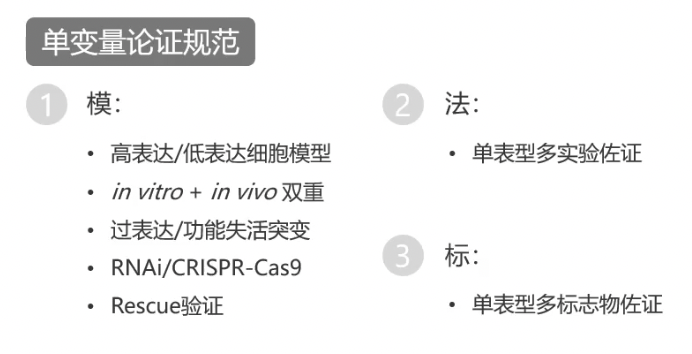 单变量论证规范
1 模：
• 高表达/低表达细胞模型
• in vitro + in vivo 双重
• 过表达/功能失活突变
• RNAi/CRISPR-Cas9
• Rescue验证
2 法：
• 单表型多实验佐证
3 标：
• 单表型多标志物佐证